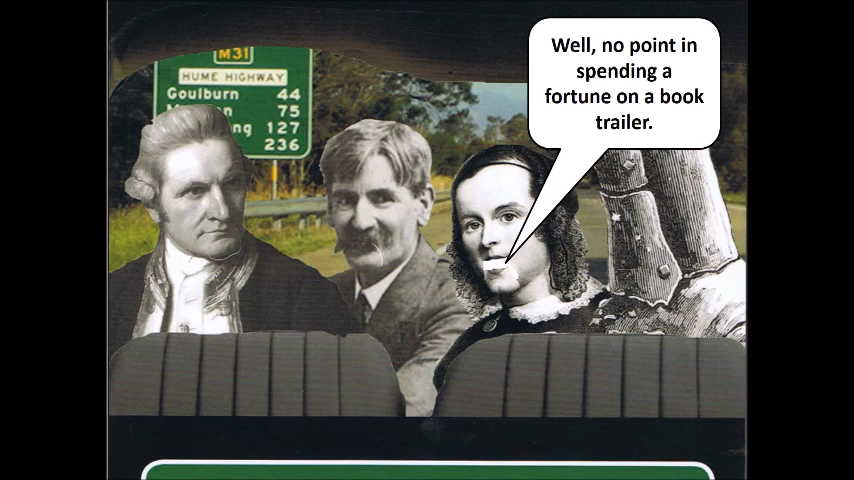 M31
HUME HIGHWAY
Goulburn 44
75
127
236
Well, no point in
spending a
fortune on a book
trailer.